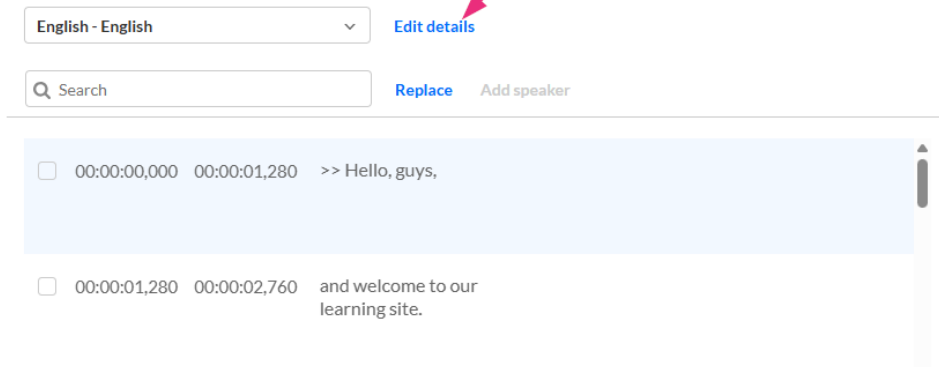 English - English Edit details
Search Replace Add speaker
00:00:00,000 00:00:01,280 >> Hello, guys,
00:00:01,280 00:00:02,760 and welcome to our
learning site.